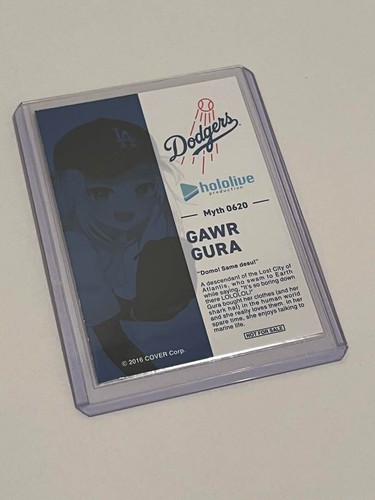 LA
Dodgers
hololive
production
Myth 0620
GAWR
GURA
"Domo! Same desu!"
A descendant of the Lost City of
Atlantis, who swam to Earth
while saying, "It's so boring down
there LOLOLOL!"
Gura bought her clothes (and her
shark hat) in the human world
and she really loves them. In her
spare time, she enjoys talking to
marine life.
NOT FOR SALE
© 2016 COVER Corp.